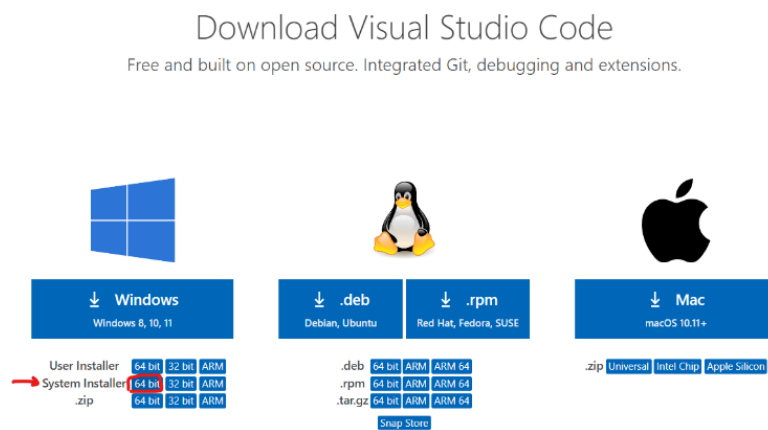 Download Visual Studio Code
Free and built on open source. Integrated Git, debugging and extensions.
Windows
Windows 8, 10, 11
User Installer 64 bit 32 bit ARM
System Installer 64 bit 32 bit ARM
.zip 64 bit 32 bit ARM
.deb
Debian, Ubuntu
.rpm
Red Hat, Fedora, SUSE
.deb 64 bit ARM ARM 64
.rpm 64 bit ARM ARM 64
.tar.gz 64 bit ARM ARM 64
Snap Store
Mac
macOS 10.11+
.zip Universal Intel Chip Apple Silicon